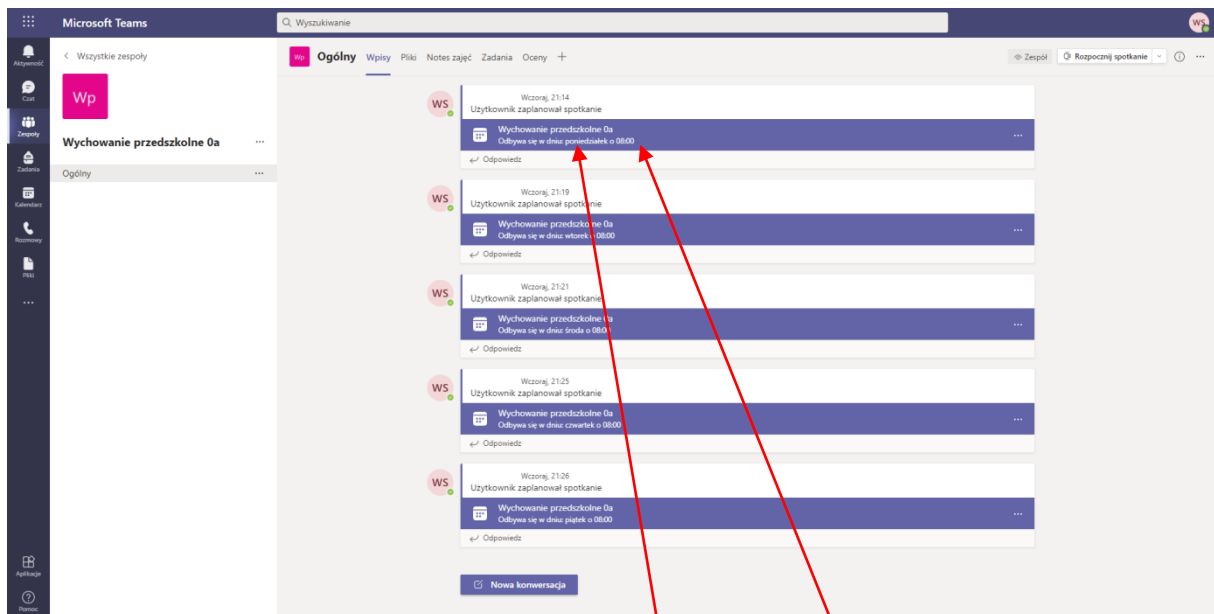 Microsoft Teams
Wyszukiwanie
WS
Aktywność
Czat
Zespoły
Zadania
Kalendarz
Rozmowy
Pliki
Aplikacje
Pomoc
Wszystkie zespoły
Wp
Wychowanie przedszkolne 0a
Ogólny
Wp Ogólny Wpisy Pliki Notes zajęć Zadania Oceny
Zespół Rozpocznij spotkanie
WS
Wczoraj, 21:14
Użytkownik zaplanował spotkanie
Wychowanie przedszkolne 0a
Odbywa się w dniu: poniedziałek o 08:00
Odpowiedz
WS
Wczoraj, 21:19
Użytkownik zaplanował spotkanie
Wychowanie przedszkolne 0a
Odbywa się w dniu: wtorek o 08:00
Odpowiedz
WS
Wczoraj, 21:21
Użytkownik zaplanował spotkanie
Wychowanie przedszkolne 0a
Odbywa się w dniu: środa o 08:00
Odpowiedz
WS
Wczoraj, 21:25
Użytkownik zaplanował spotkanie
Wychowanie przedszkolne 0a
Odbywa się w dniu: czwartek o 08:00
Odpowiedz
WS
Wczoraj, 21:26
Użytkownik zaplanował spotkanie
Wychowanie przedszkolne 0a
Odbywa się w dniu: piątek o 08:00
Odpowiedz
Nowa konwersacja